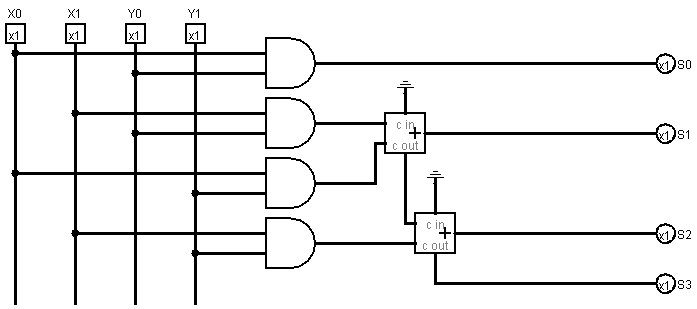 X0 X1 Y0 Y1
x1 x1 x1 x1
x1 S0
c in
+
x1 S1
c out
c in
+
x1 S2
c out
x1 S3